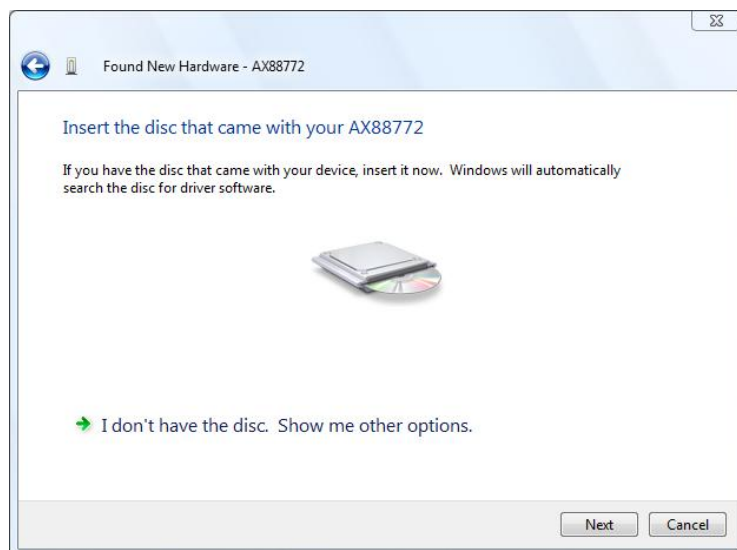 Found New Hardware - AX88772
Insert the disc that came with your AX88772
If you have the disc that came with your device, insert it now.  Windows will automatically
search the disc for driver software.
I don't have the disc.  Show me other options.
Next Cancel